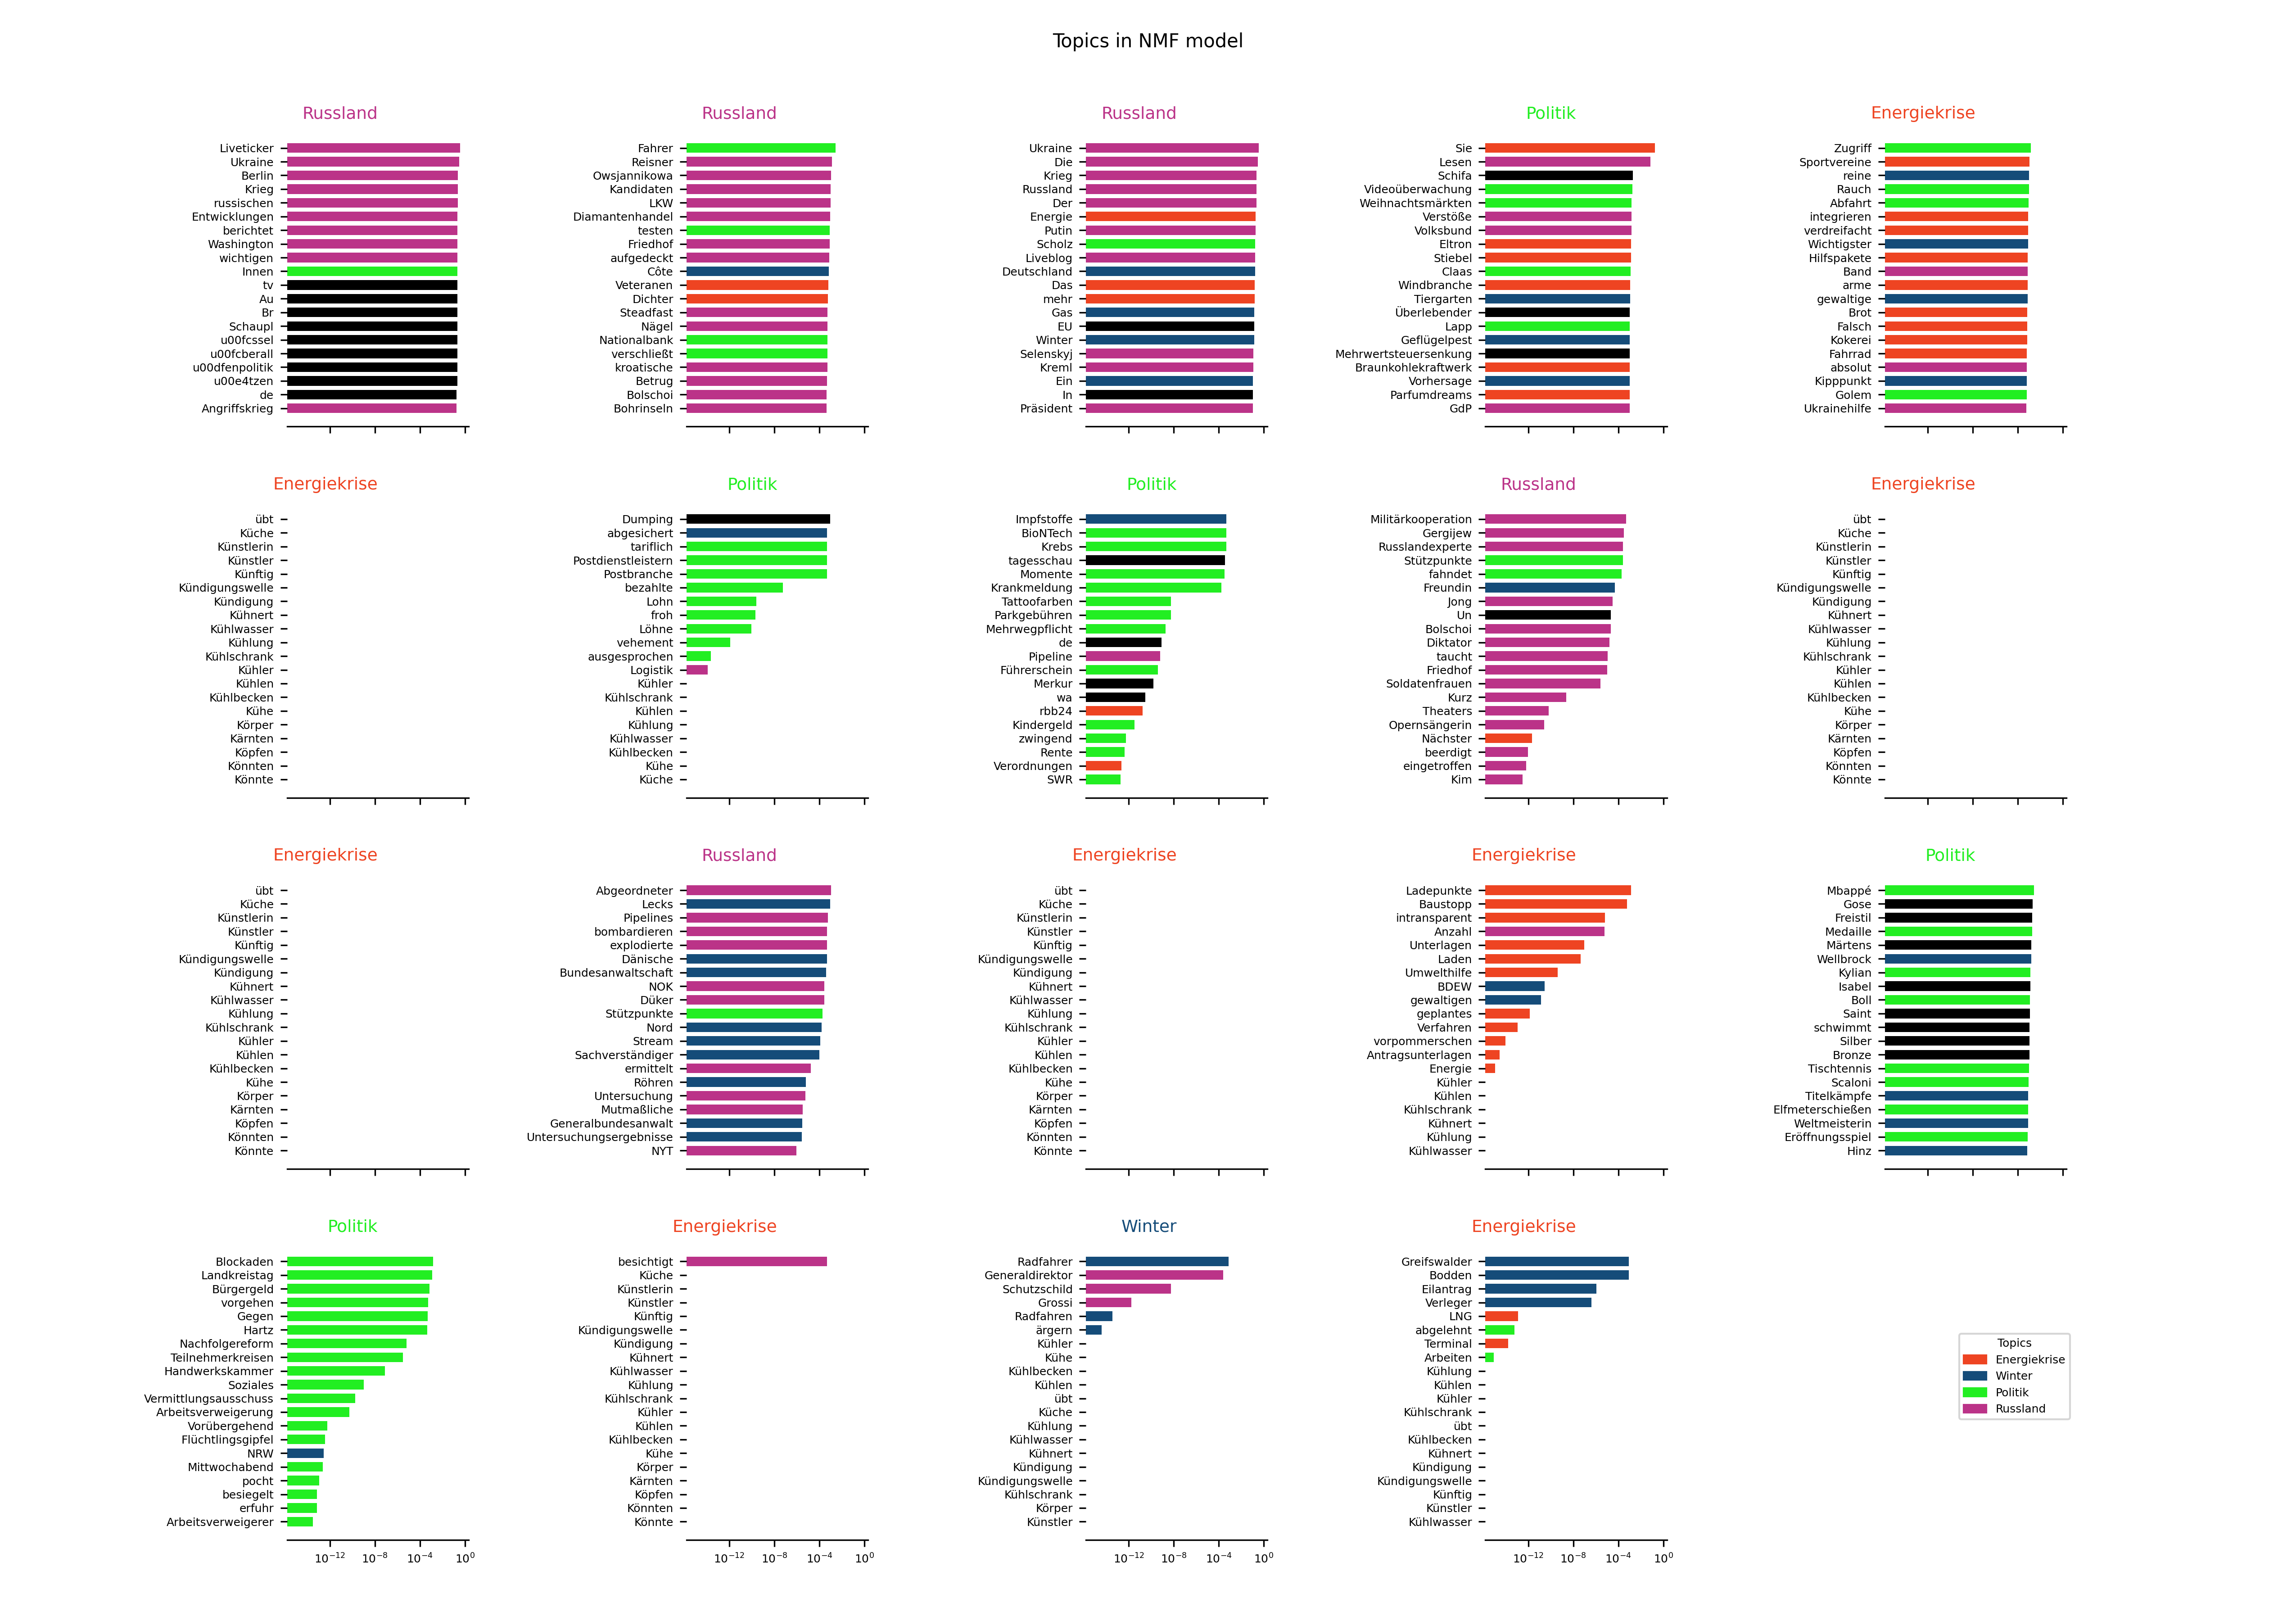 Topics in NMF model
Russland
Liveticker
Ukraine
Berlin
Krieg
russischen
Entwicklungen
berichtet
Washington
wichtigen
Innen
tv
Au
Br
Schaupl
u00fcssel
u00fcberall
u00dfenpolitik
u00e4tzen
de
Angriffskrieg
Russland
Fahrer
Reisner
Owsjannikowa
Kandidaten
LKW
Diamantenhandel
testen
Friedhof
aufgedeckt
Côte
Veteranen
Dichter
Steadfast
Nägel
Nationalbank
verschließt
kroatische
Betrug
Bolschoi
Bohrinseln
Russland
Ukraine
Die
Krieg
Russland
Der
Energie
Putin
Scholz
Liveblog
Deutschland
Das
mehr
Gas
EU
Winter
Selenskyj
Kreml
Ein
In
Präsident
Politik
Sie
Lesen
Schifa
Videoüberwachung
Weihnachtsmärkten
Verstöße
Volksbund
Eltron
Stiebel
Claas
Windbranche
Tiergarten
Überlebender
Lapp
Geflügelpest
Mehrwertsteuersenkung
Braunkohlekraftwerk
Vorhersage
Parfumdreams
GdP
Energiekrise
Zugriff
Sportvereine
reine
Rauch
Abfahrt
integrieren
verdreifacht
Wichtigster
Hilfspakete
Band
arme
gewaltige
Brot
Falsch
Kokerei
Fahrrad
absolut
Kipppunkt
Golem
Ukrainehilfe
Energiekrise
übt
Küche
Künstlerin
Künstler
Künftig
Kündigungswelle
Kündigung
Kühnert
Kühlwasser
Kühlung
Kühlschrank
Kühler
Kühlen
Kühlbecken
Kühe
Körper
Kärnten
Köpfen
Könnten
Könnte
Politik
Dumping
abgesichert
tariflich
Postdienstleistern
Postbranche
bezahlte
Lohn
froh
Löhne
vehement
ausgesprochen
Logistik
Kühler
Kühlschrank
Kühlen
Kühlung
Kühlwasser
Kühlbecken
Kühe
Küche
Politik
Impfstoffe
BioNTech
Krebs
tagesschau
Momente
Krankmeldung
Tattoofarben
Parkgebühren
Mehrwegpflicht
de
Pipeline
Führerschein
Merkur
wa
rbb24
Kindergeld
zwingend
Rente
Verordnungen
SWR
Russland
Militärkooperation
Gergijew
Russlandexperte
Stützpunkte
fahndet
Freundin
Jong
Un
Bolschoi
Diktator
taucht
Friedhof
Soldatenfrauen
Kurz
Theaters
Opernsängerin
Nächster
beerdigt
eingetroffen
Kim
Energiekrise
übt
Küche
Künstlerin
Künstler
Künftig
Kündigungswelle
Kündigung
Kühnert
Kühlwasser
Kühlung
Kühlschrank
Kühler
Kühlen
Kühlbecken
Kühe
Körper
Kärnten
Köpfen
Könnten
Könnte
Energiekrise
übt
Küche
Künstlerin
Künstler
Künftig
Kündigungswelle
Kündigung
Kühnert
Kühlwasser
Kühlung
Kühlschrank
Kühler
Kühlen
Kühlbecken
Kühe
Körper
Kärnten
Köpfen
Könnten
Könnte
Russland
Abgeordneter
Lecks
Pipelines
bombardieren
explodierte
Dänische
Bundesanwaltschaft
NOK
Düker
Stützpunkte
Nord
Stream
Sachverständiger
ermittelt
Röhren
Untersuchung
Mutmaßliche
Generalbundesanwalt
Untersuchungsergebnisse
NYT
Energiekrise
übt
Küche
Künstlerin
Künstler
Künftig
Kündigungswelle
Kündigung
Kühnert
Kühlwasser
Kühlung
Kühlschrank
Kühler
Kühlen
Kühlbecken
Kühe
Körper
Kärnten
Köpfen
Könnten
Könnte
Energiekrise
Ladepunkte
Baustopp
intransparent
Anzahl
Unterlagen
Laden
Umwelthilfe
BDEW
gewaltigen
geplantes
Verfahren
vorpommerschen
Antragsunterlagen
Energie
Kühler
Kühlen
Kühlschrank
Kühnert
Kühlung
Kühlwasser
Politik
Mbappé
Gose
Freistil
Medaille
Märtens
Wellbrock
Kylian
Isabel
Boll
Saint
schwimmt
Silber
Bronze
Tischtennis
Scaloni
Titelkämpfe
Elfmeterschießen
Weltmeisterin
Eröffnungsspiel
Hinz
Politik
Blockaden
Landkreistag
Bürgergeld
vorgehen
Gegen
Hartz
Nachfolgereform
Teilnehmerkreisen
Handwerkskammer
Soziales
Vermittlungsausschuss
Arbeitsverweigerung
Vorübergehend
Flüchtlingsgipfel
NRW
Mittwochabend
pocht
besiegelt
erfuhr
Arbeitsverweigerer
10⁻¹² 10⁻⁸ 10⁻⁴ 10⁰
Energiekrise
besichtigt
Küche
Künstlerin
Künstler
Künftig
Kündigungswelle
Kündigung
Kühnert
Kühlwasser
Kühlung
Kühlschrank
Kühler
Kühlen
Kühlbecken
Kühe
Körper
Kärnten
Köpfen
Könnten
Könnte
10⁻¹² 10⁻⁸ 10⁻⁴ 10⁰
Winter
Radfahrer
Generaldirektor
Schutzschild
Grossi
Radfahren
ärgern
Kühler
Kühe
Kühlbecken
Kühlen
übt
Küche
Kühlung
Kühlwasser
Kühnert
Kündigung
Kündigungswelle
Kühlschrank
Körper
Künstler
10⁻¹² 10⁻⁸ 10⁻⁴ 10⁰
Energiekrise
Greifswalder
Bodden
Eilantrag
Verleger
LNG
abgelehnt
Terminal
Arbeiten
Kühlung
Kühlen
Kühler
Kühlschrank
übt
Kühlbecken
Kühnert
Kündigung
Kündigungswelle
Künftig
Künstler
Kühlwasser
10⁻¹² 10⁻⁸ 10⁻⁴ 10⁰
Topics
Energiekrise
Winter
Politik
Russland